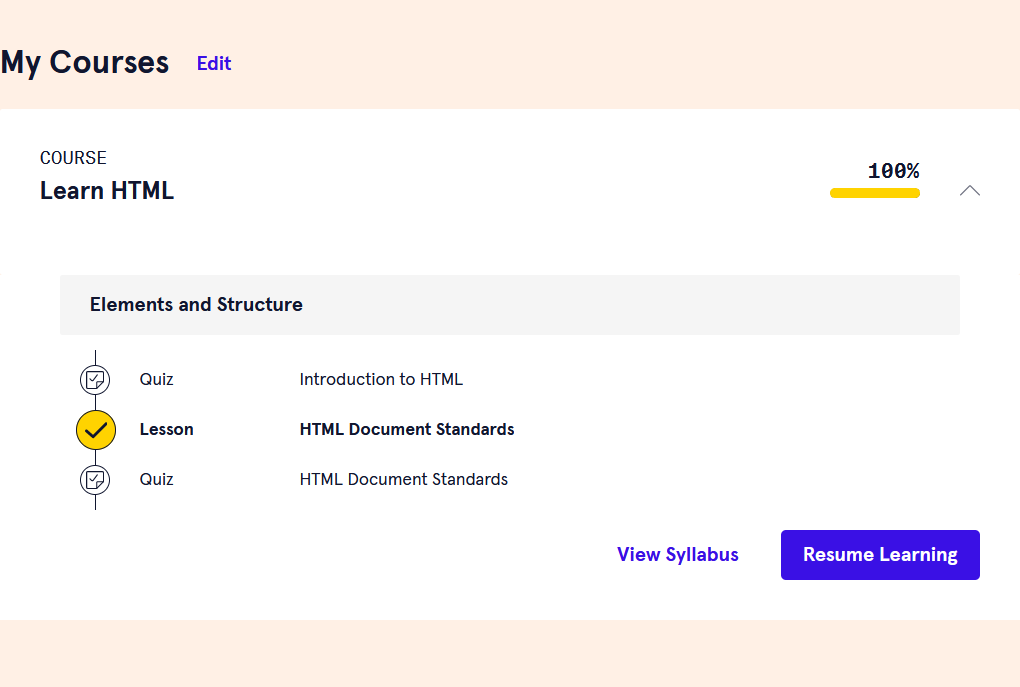 My Courses Edit
COURSE
Learn HTML
100%
Elements and Structure
Quiz Introduction to HTML
Lesson HTML Document Standards
Quiz HTML Document Standards
View Syllabus Resume Learning